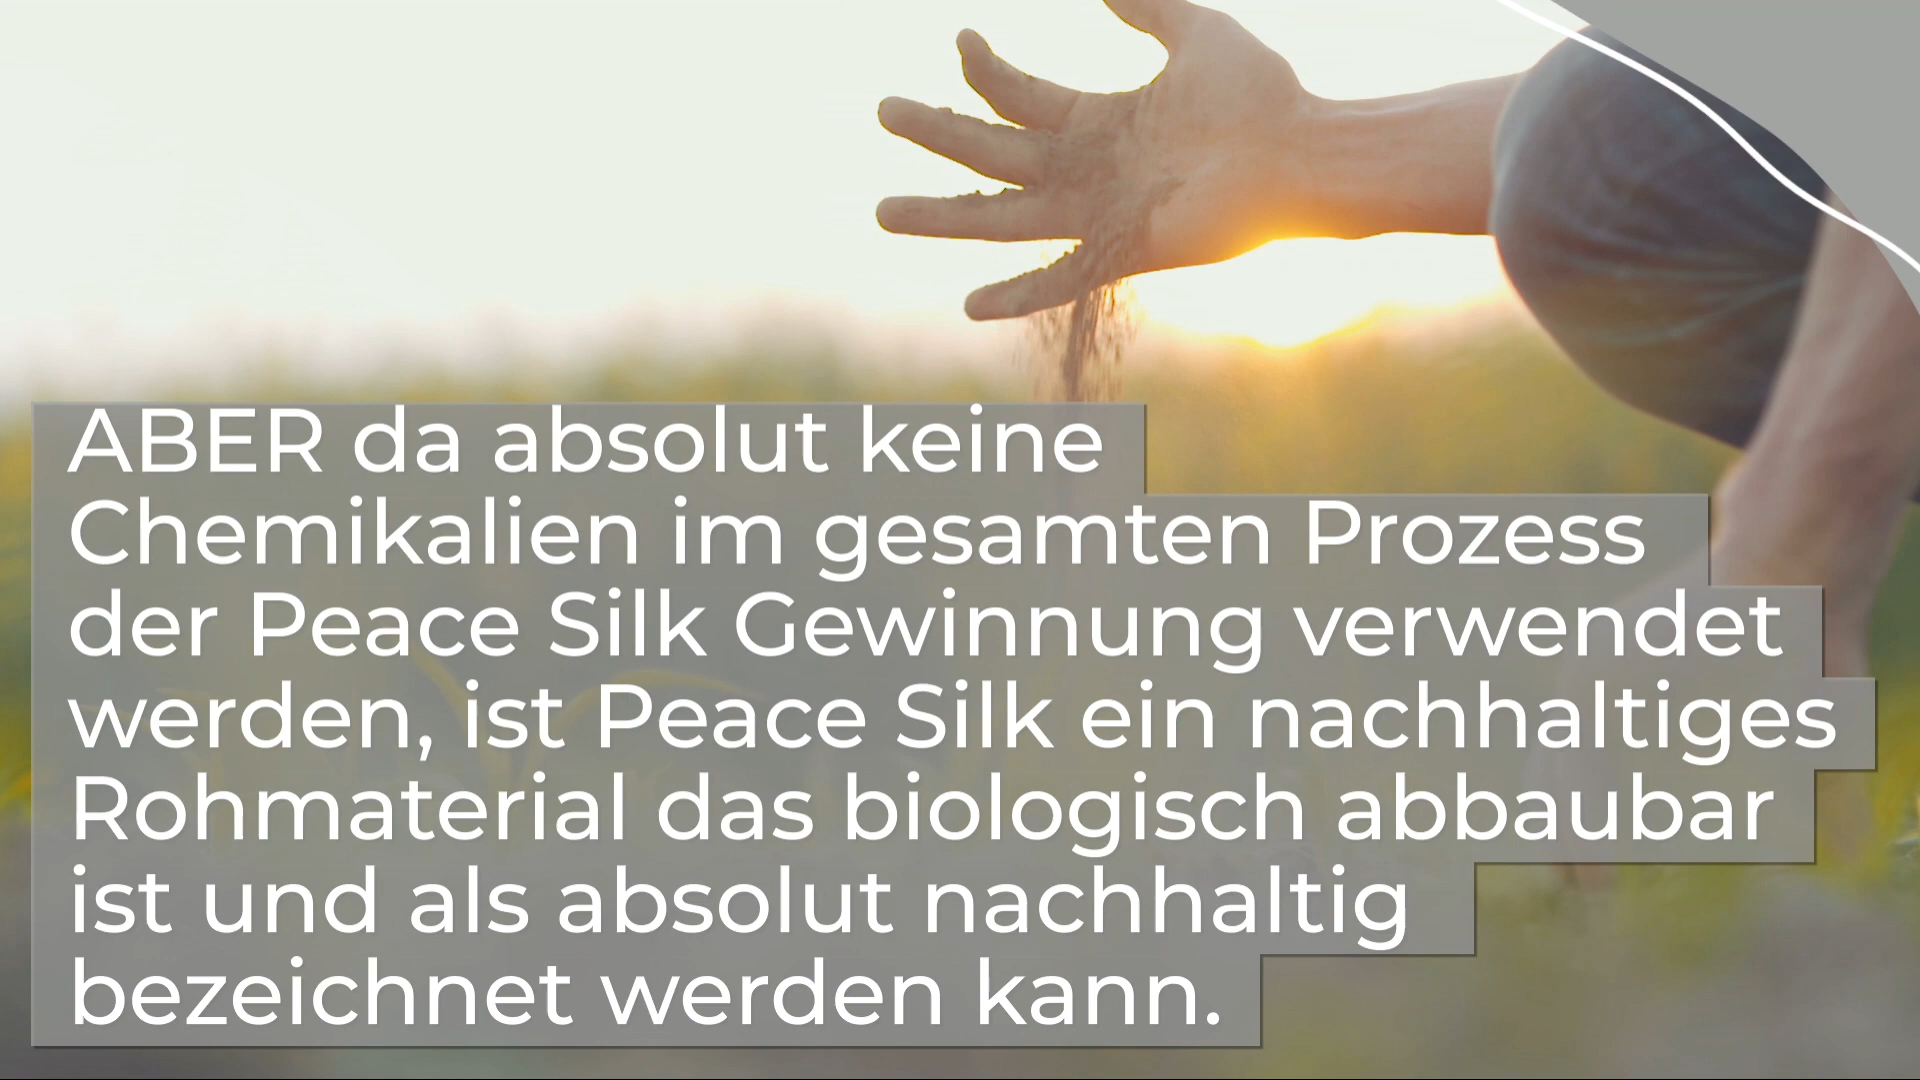 ABER da absolut keine
Chemikalien im gesamten Prozess
der Peace Silk Gewinnung verwendet
werden, ist Peace Silk ein nachhaltiges
Rohmaterial das biologisch abbaubar
ist und als absolut nachhaltig
bezeichnet werden kann.